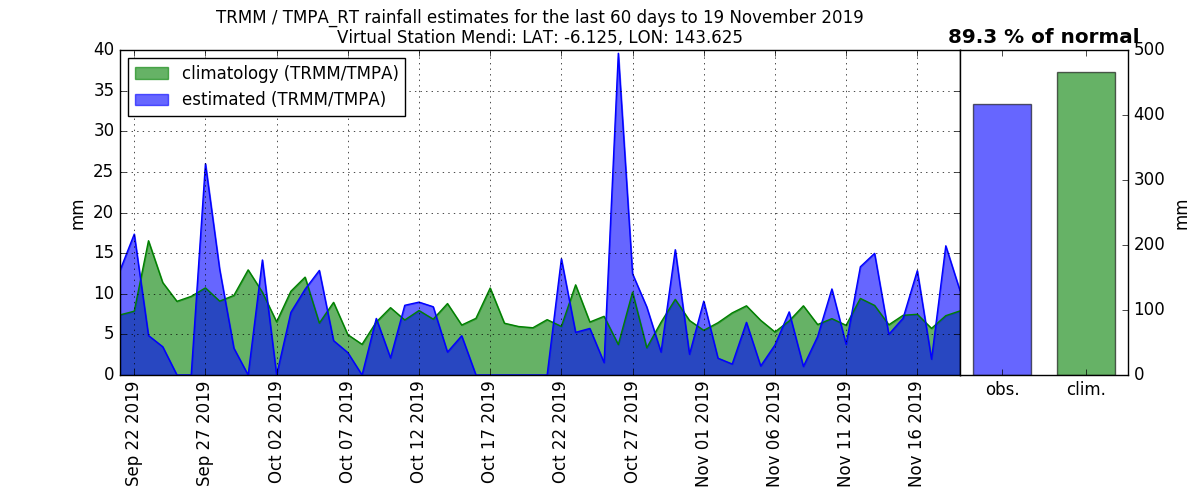 TRMM / TMPA_RT rainfall estimates for the last 60 days to 19 November 2019
Virtual Station Mendi: LAT: -6.125, LON: 143.625
89.3 % of normal
climatology (TRMM/TMPA)
estimated (TRMM/TMPA)
mm
40
35
30
25
20
15
10
5
0
Sep 22 2019
Sep 27 2019
Oct 02 2019
Oct 07 2019
Oct 12 2019
Oct 17 2019
Oct 22 2019
Oct 27 2019
Nov 01 2019
Nov 06 2019
Nov 11 2019
Nov 16 2019
obs.
clim.
500
400
300
200
100
0
mm